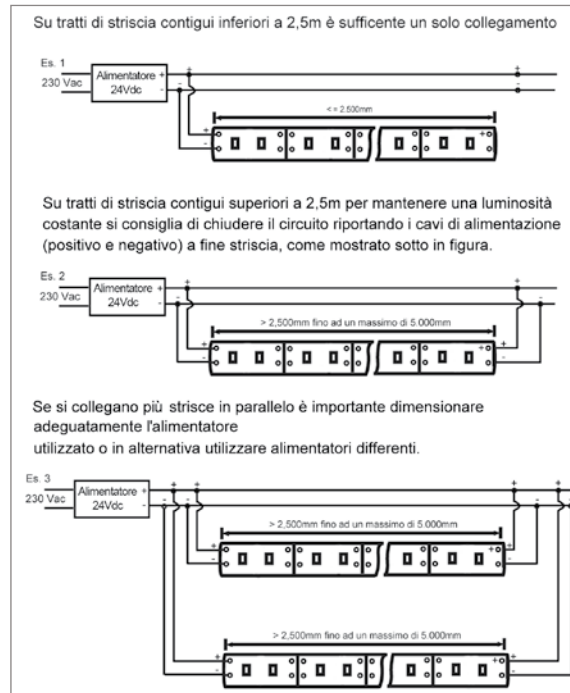 Su tratti di striscia contigui inferiori a 2,5m è sufficente un solo collegamento
Es. 1
230 Vac
Alimentatore +
24Vdc -
+
-
+
-
<= 2.500mm
+
-
+
Su tratti di striscia contigui superiori a 2,5m per mantenere una luminosità
costante si consiglia di chiudere il circuito riportando i cavi di alimentazione
(positivo e negativo) a fine striscia, come mostrato sotto in figura.
Es. 2
230 Vac
Alimentatore +
24Vdc -
+
-
+
-
> 2,500mm fino ad un massimo di 5.000mm
+
-
+
+
-
Se si collegano più strisce in parallelo è importante dimensionare
adeguatamente l'alimentatore
utilizzato o in alternativa utilizzare alimentatori differenti.
Es. 3
230 Vac
Alimentatore +
24Vdc -
+ +
- -
+ +
- -
> 2,500mm fino ad un massimo di 5.000mm
+
-
+
+
-
> 2,500mm fino ad un massimo di 5.000mm
+
-
+
+
-